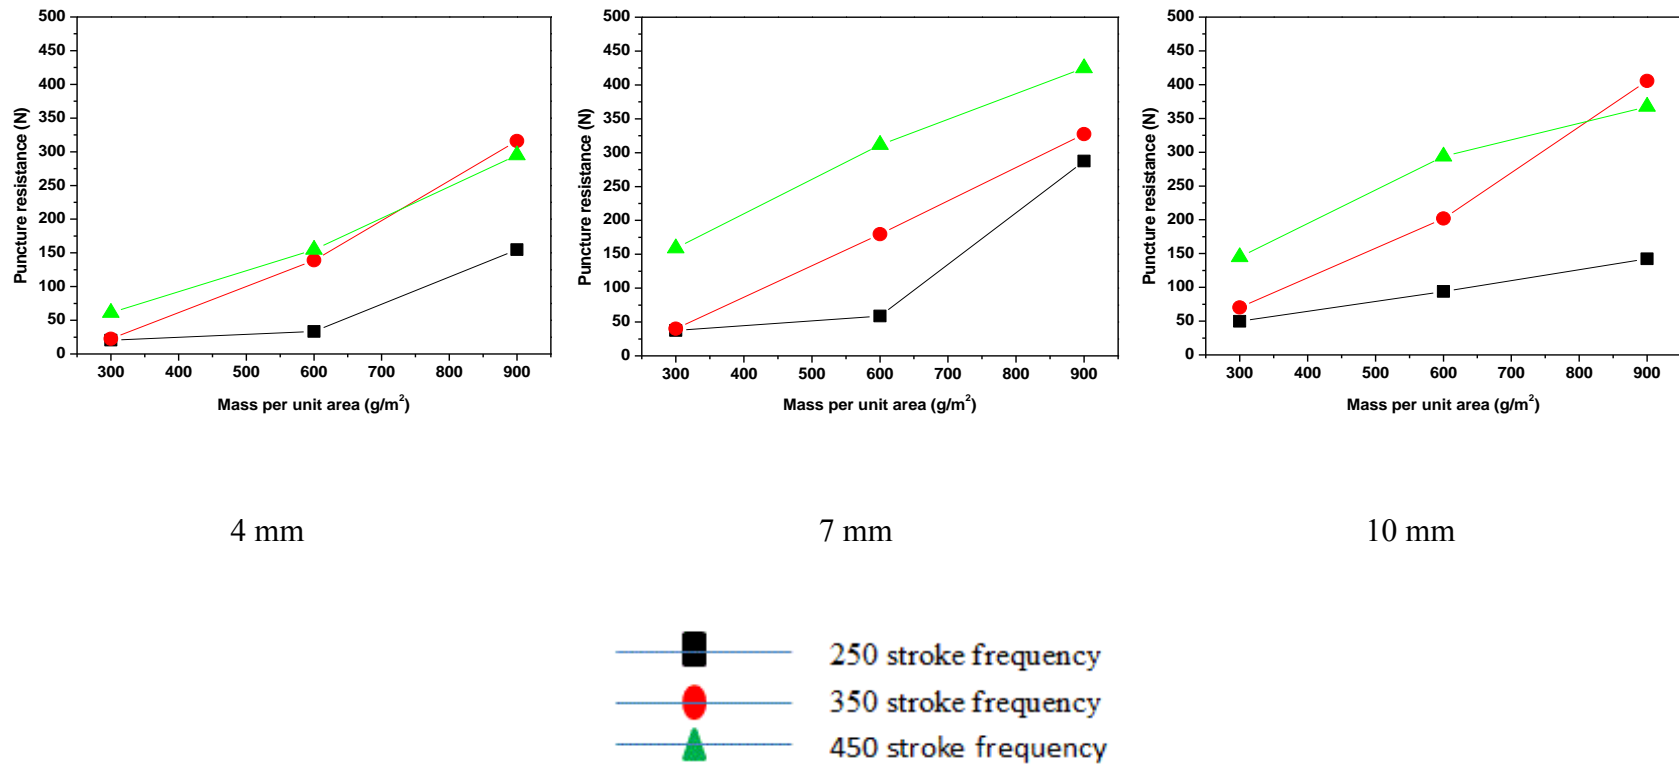 500
450
400
350
300
250
200
150
100
50
0
Puncture resistance (N)
300 400 500 600 700 800 900
Mass per unit area (g/m²)
500
450
400
350
300
250
200
150
100
50
0
Puncture resistance (N)
300 400 500 600 700 800 900
Mass per unit area (g/m²)
500
450
400
350
300
250
200
150
100
50
0
Puncture resistance (N)
300 400 500 600 700 800 900
Mass per unit area (g/m²)
4 mm
7 mm
10 mm
250 stroke frequency
350 stroke frequency
450 stroke frequency